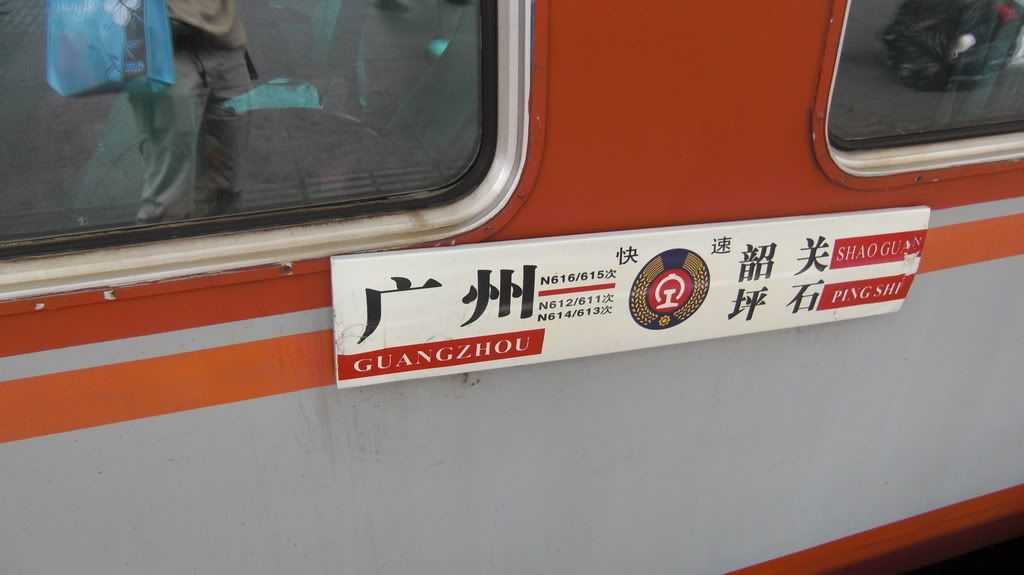 广州
GUANGZHOU
N616/615次
N612/611次
N614/613次
快速
韶关
SHAO GUAN
坪石
PING SHI